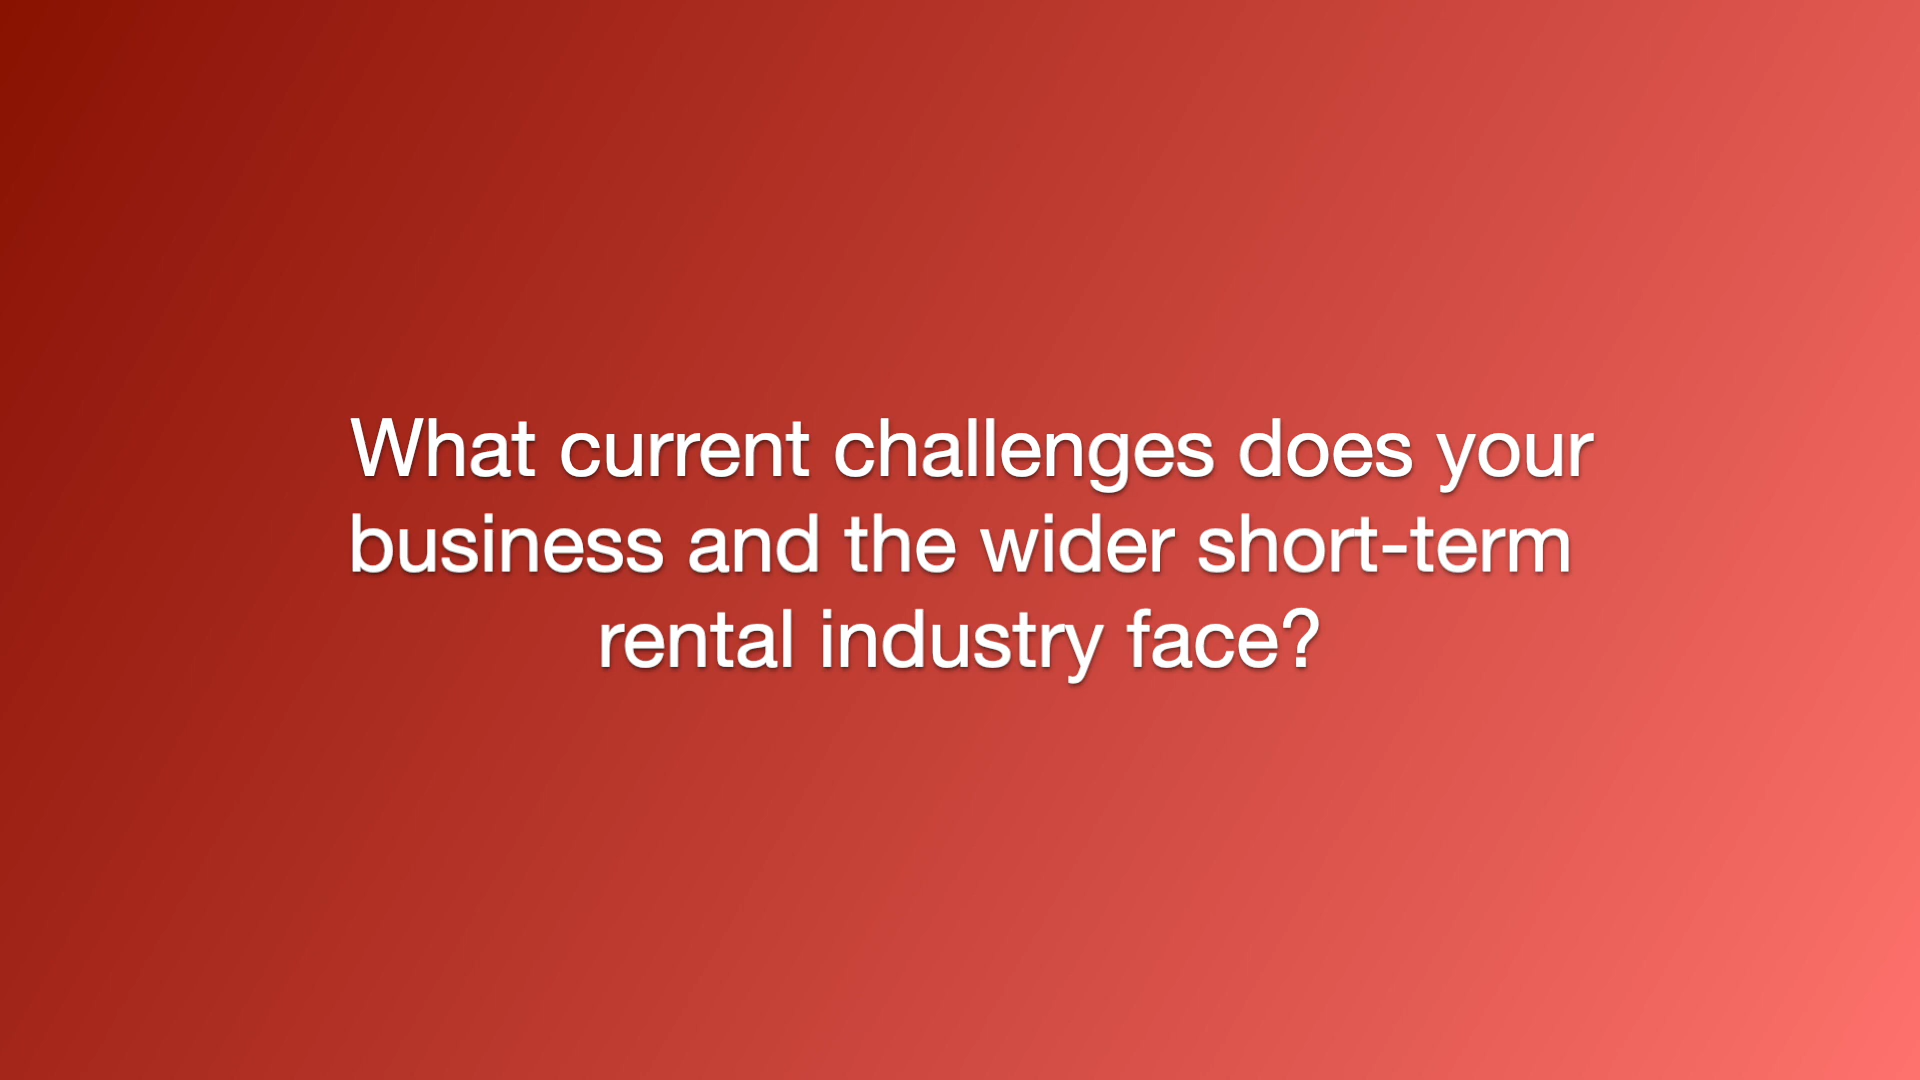 What current challenges does your
business and the wider short-term
rental industry face?